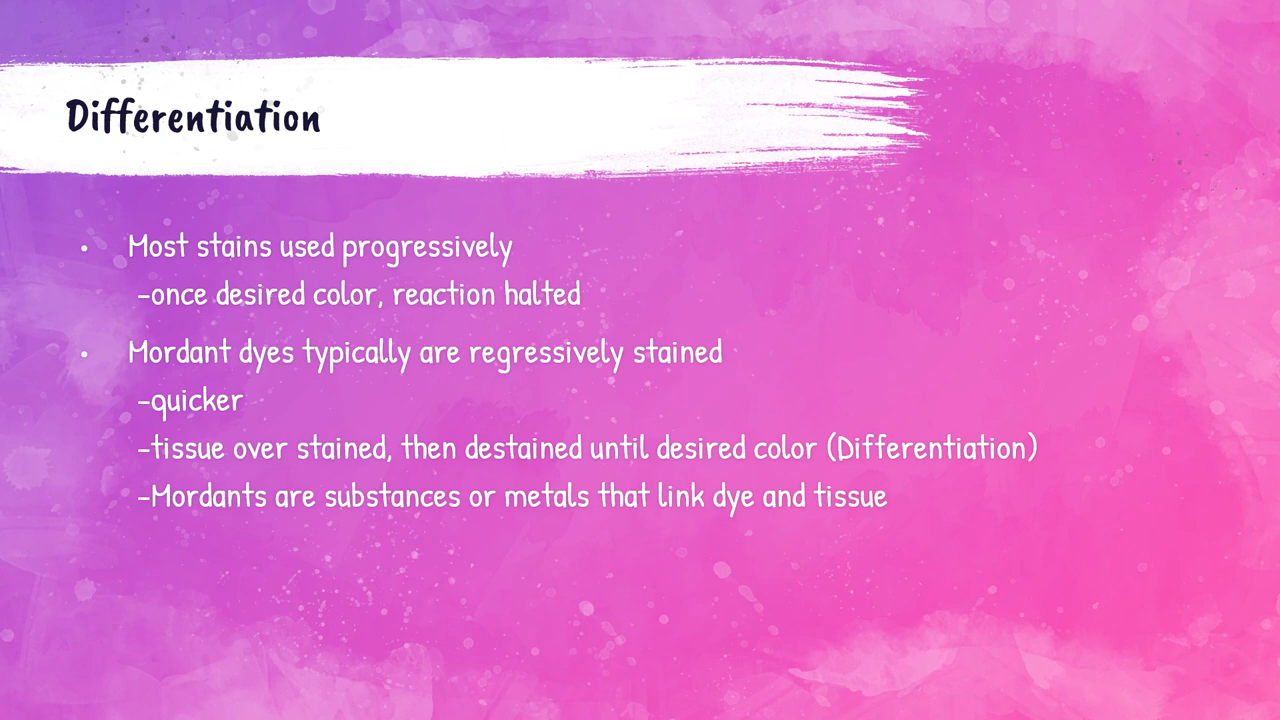 Differentiation
• Most stains used progressively
-once desired color, reaction halted
• Mordant dyes typically are regressively stained
-quicker
-tissue over stained, then destained until desired color (Differentiation)
-Mordants are substances or metals that link dye and tissue